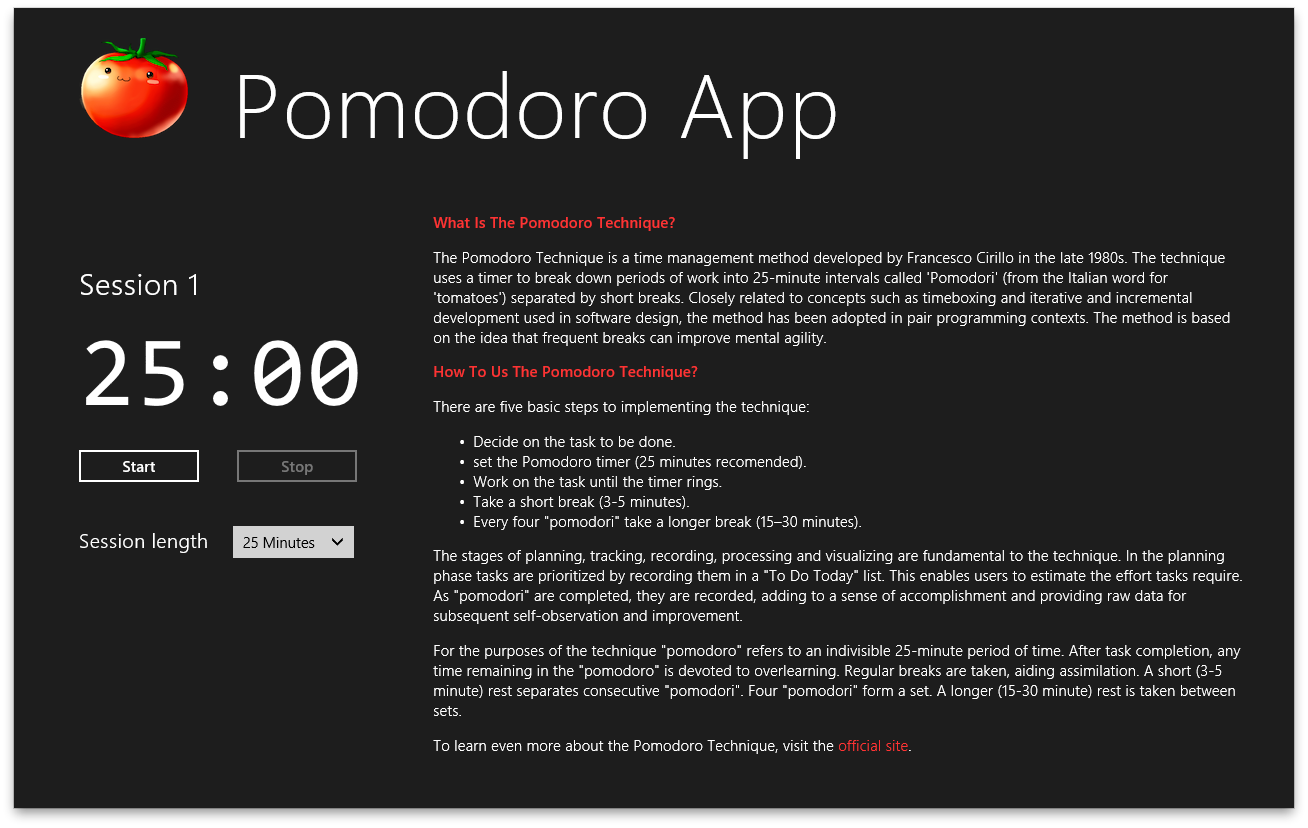 Pomodoro App
Session 1
25:00
Start
Stop
Session length
25 Minutes
What Is The Pomodoro Technique?
The Pomodoro Technique is a time management method developed by Francesco Cirillo in the late 1980s. The technique
uses a timer to break down periods of work into 25-minute intervals called 'Pomodori' (from the Italian word for
'tomatoes') separated by short breaks. Closely related to concepts such as timeboxing and iterative and incremental
development used in software design, the method has been adopted in pair programming contexts. The method is based
on the idea that frequent breaks can improve mental agility.
How To Us The Pomodoro Technique?
There are five basic steps to implementing the technique:
• Decide on the task to be done.
• set the Pomodoro timer (25 minutes recomended).
• Work on the task until the timer rings.
• Take a short break (3-5 minutes).
• Every four "pomodori" take a longer break (15–30 minutes).
The stages of planning, tracking, recording, processing and visualizing are fundamental to the technique. In the planning
phase tasks are prioritized by recording them in a "To Do Today" list. This enables users to estimate the effort tasks require.
As "pomodori" are completed, they are recorded, adding to a sense of accomplishment and providing raw data for
subsequent self-observation and improvement.
For the purposes of the technique "pomodoro" refers to an indivisible 25-minute period of time. After task completion, any
time remaining in the "pomodoro" is devoted to overlearning. Regular breaks are taken, aiding assimilation. A short (3-5
minute) rest separates consecutive "pomodori". Four "pomodori" form a set. A longer (15-30 minute) rest is taken between
sets.
To learn even more about the Pomodoro Technique, visit the official site.